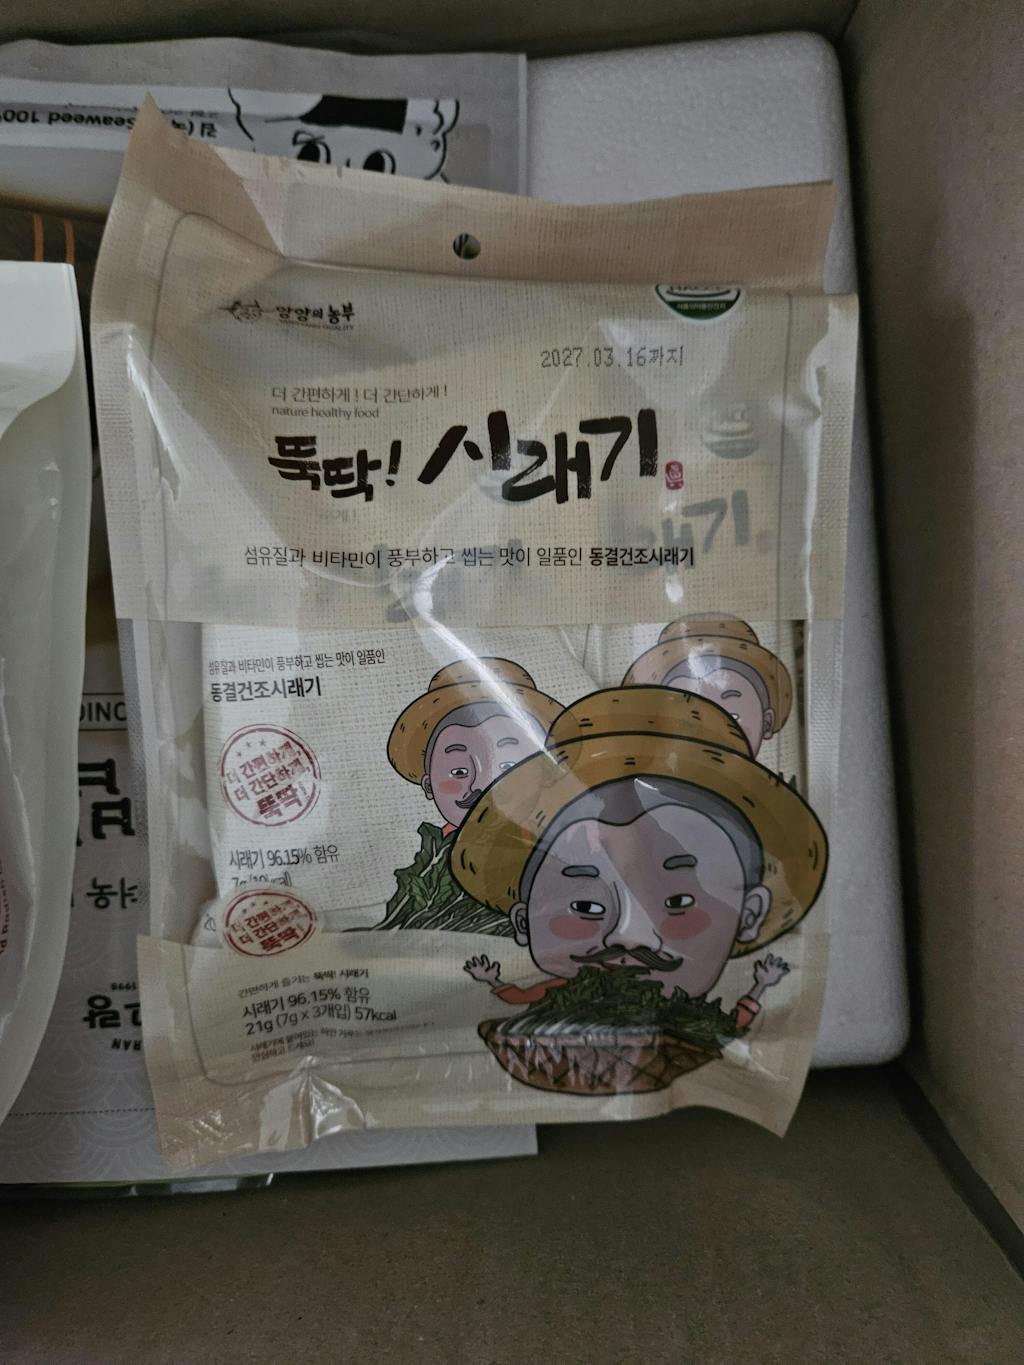 Seaweed 100%
양양의 농부
2027.03.16까지
더 간편하게! 더 간단하게!
nature healthy food
뚝딱! 시래기
섬유질과 비타민이 풍부하고 씹는 맛이 일품인 동결건조시래기
섬유질과 비타민이 풍부하고 씹는 맛이 일품인
동결건조시래기
더 간편하게,
더 간단하게,
뚝딱!
시래기 96.15% 함유
더 간편하게,
더 간단하게,
뚝딱!
간편하게 즐기는 뚝딱! 시래기
시래기 96.15% 함유
21g (7g x 3개입) 57kcal